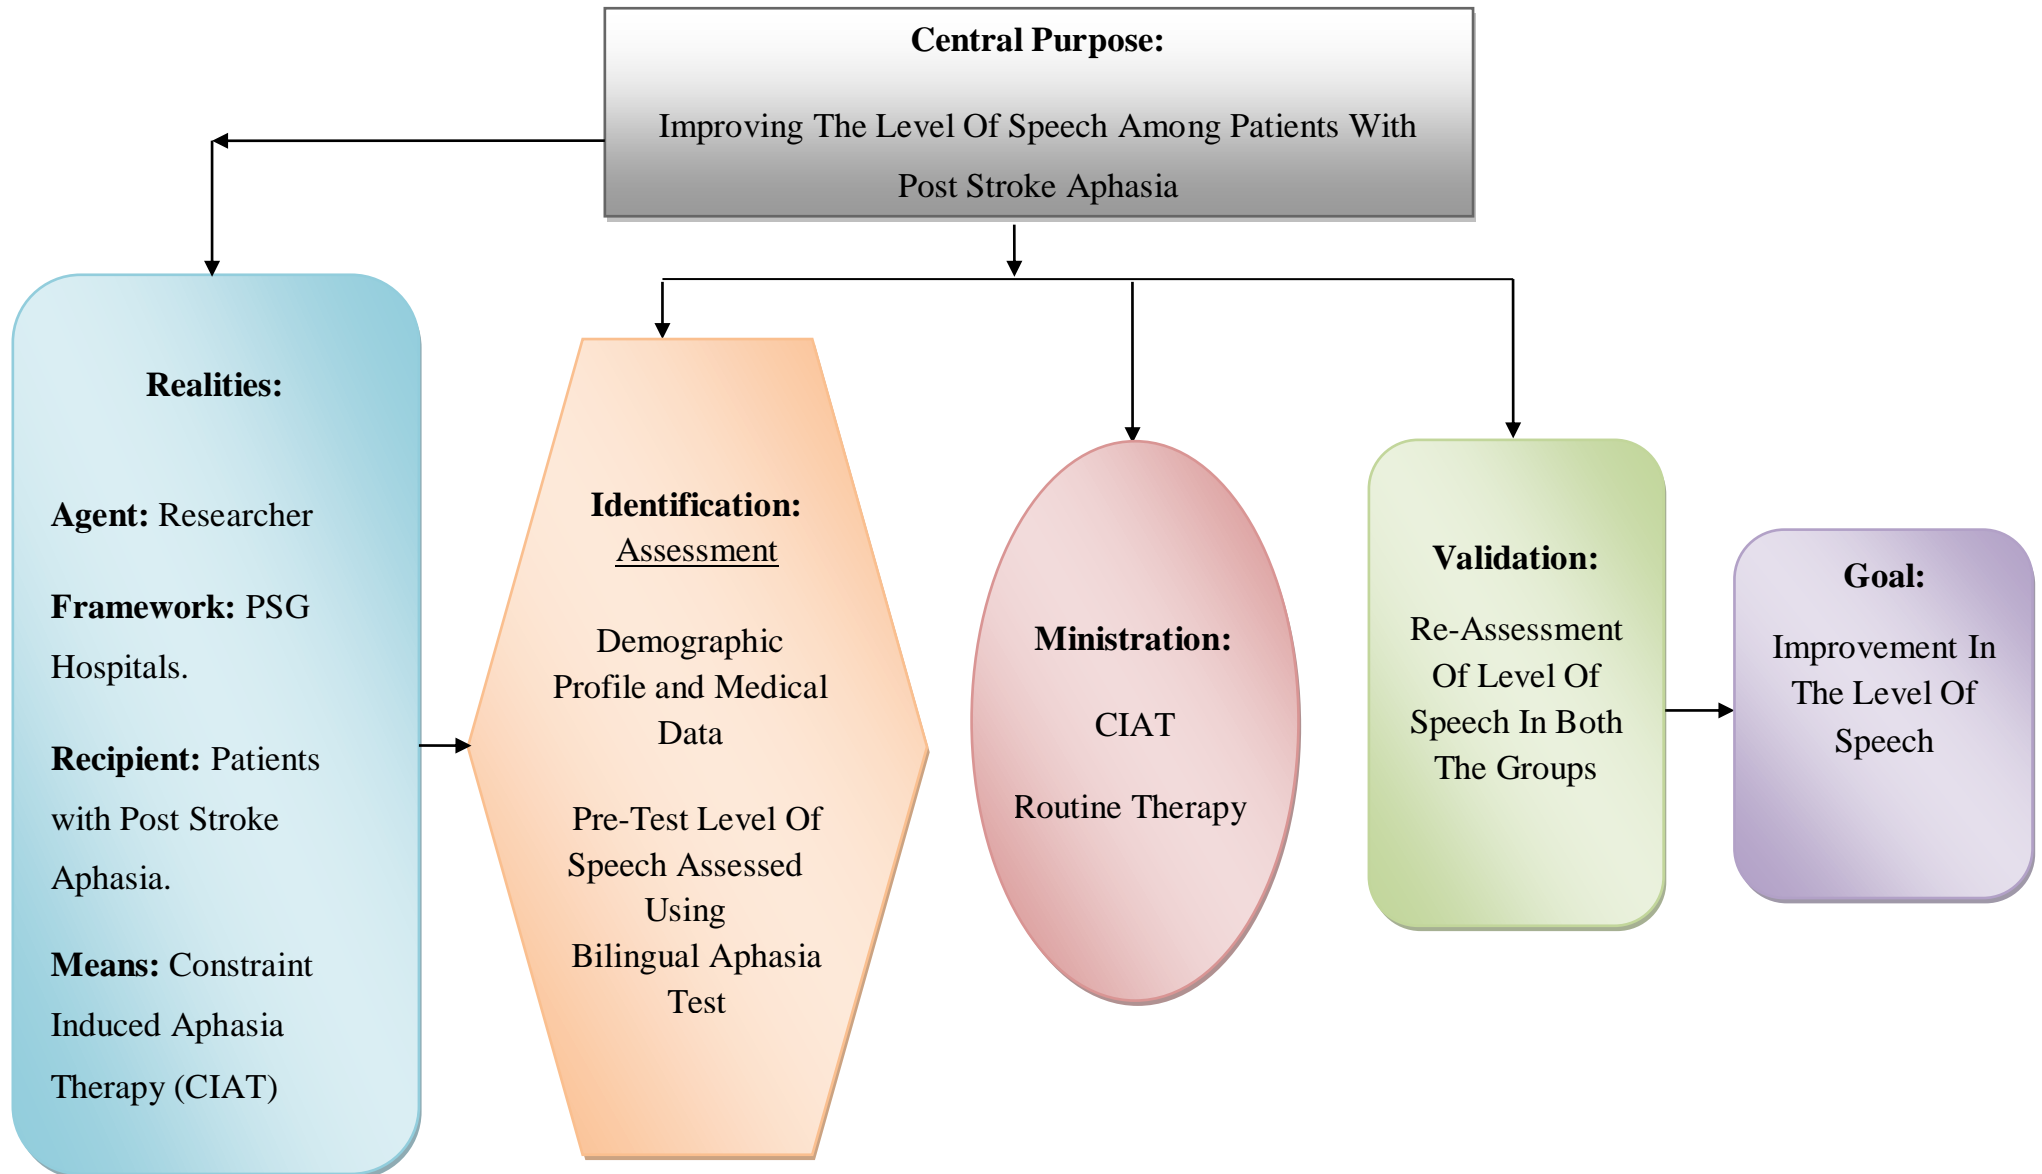 Central Purpose:
Improving The Level Of Speech Among Patients With
Post Stroke Aphasia
Realities:
Agent: Researcher
Framework: PSG
Hospitals.
Recipient: Patients
with Post Stroke
Aphasia.
Means: Constraint
Induced Aphasia
Therapy (CIAT)
Identification:
Assessment
Demographic
Profile and Medical
Data
Pre-Test Level Of
Speech Assessed
Using
Bilingual Aphasia
Test
Ministration:
CIAT
Routine Therapy
Validation:
Re-Assessment
Of Level Of
Speech In Both
The Groups
Goal:
Improvement In
The Level Of
Speech